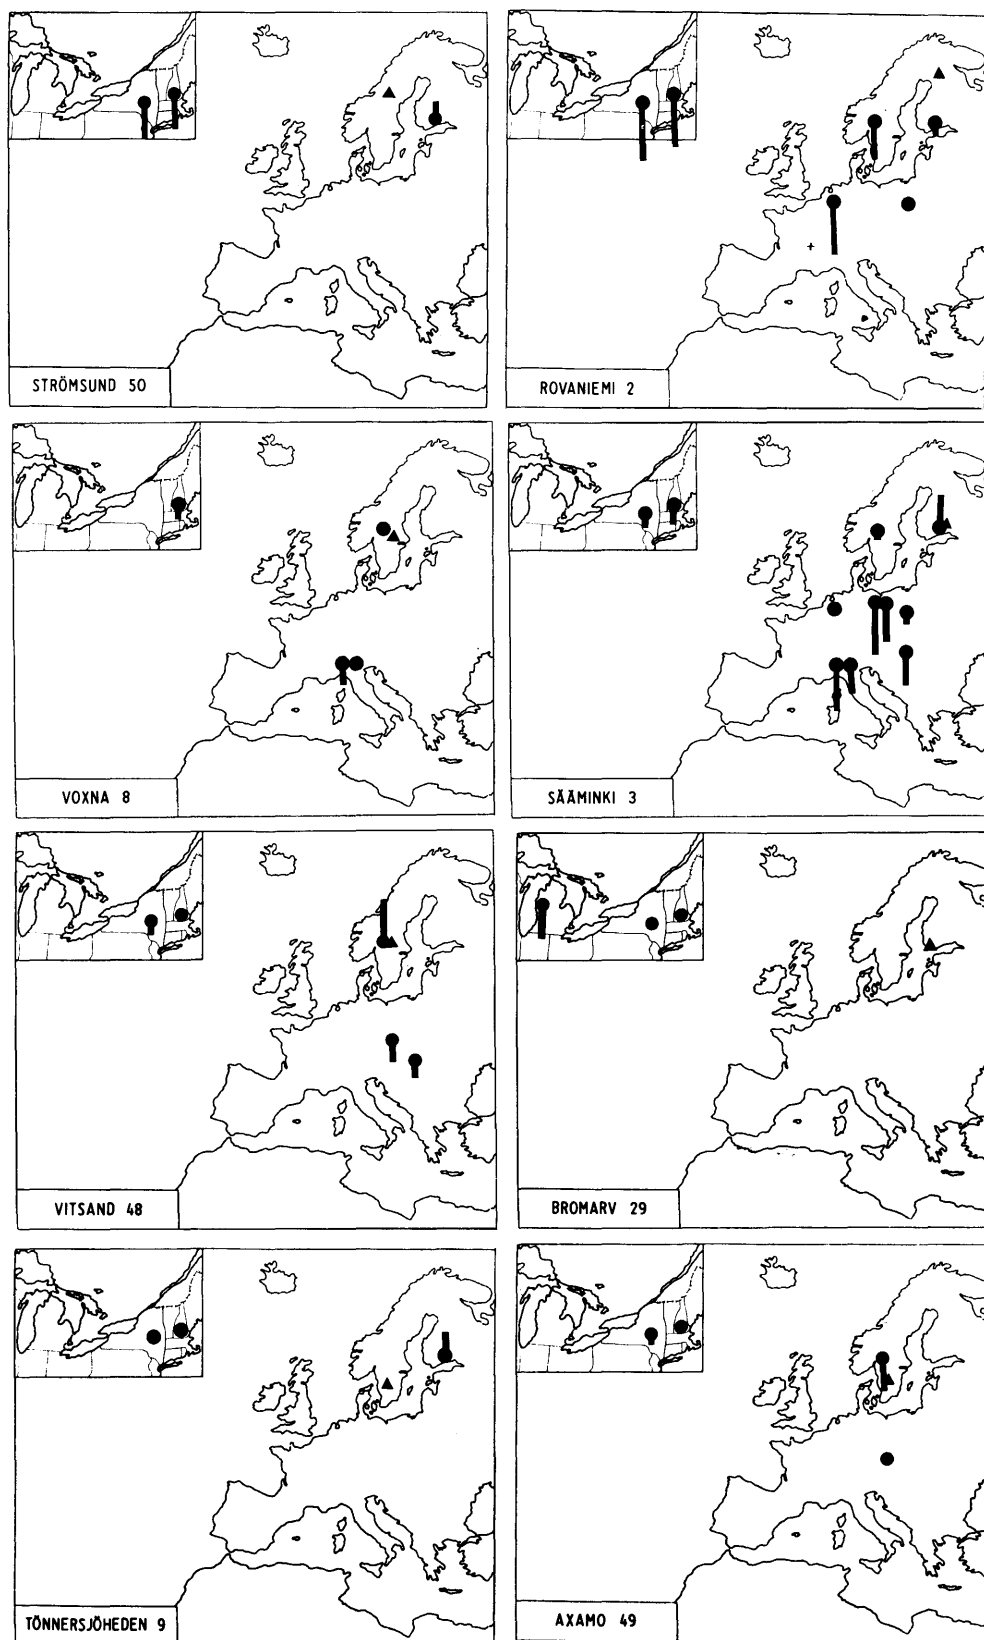 STRÖMSUND 50
ROVANIEMI 2
VOXNA 8
SÄÄMINKI 3
VITSAND 48
BROMARV 29
TÖNNERSJÖHEDEN 9
AXAMO 49